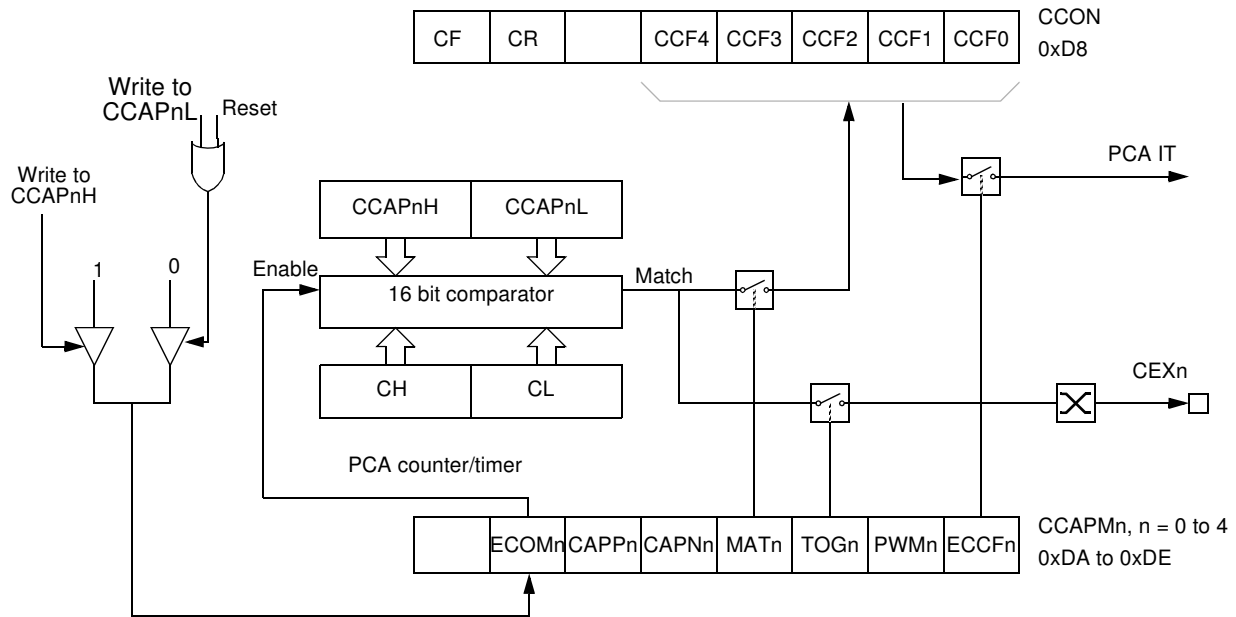 CF CR CCF4 CCF3 CCF2 CCF1 CCF0
CCON
0xD8
Write to
CCAPnL
Reset
Write to
CCAPnH
PCA IT
CCAPnH CCAPnL
1
0
Enable
16 bit comparator
Match
CH CL
CEXn
PCA counter/timer
ECOMn CAPPn CAPNn MATn TOGn PWMn ECCFn
CCAPMn, n = 0 to 4
0xDA to 0xDE